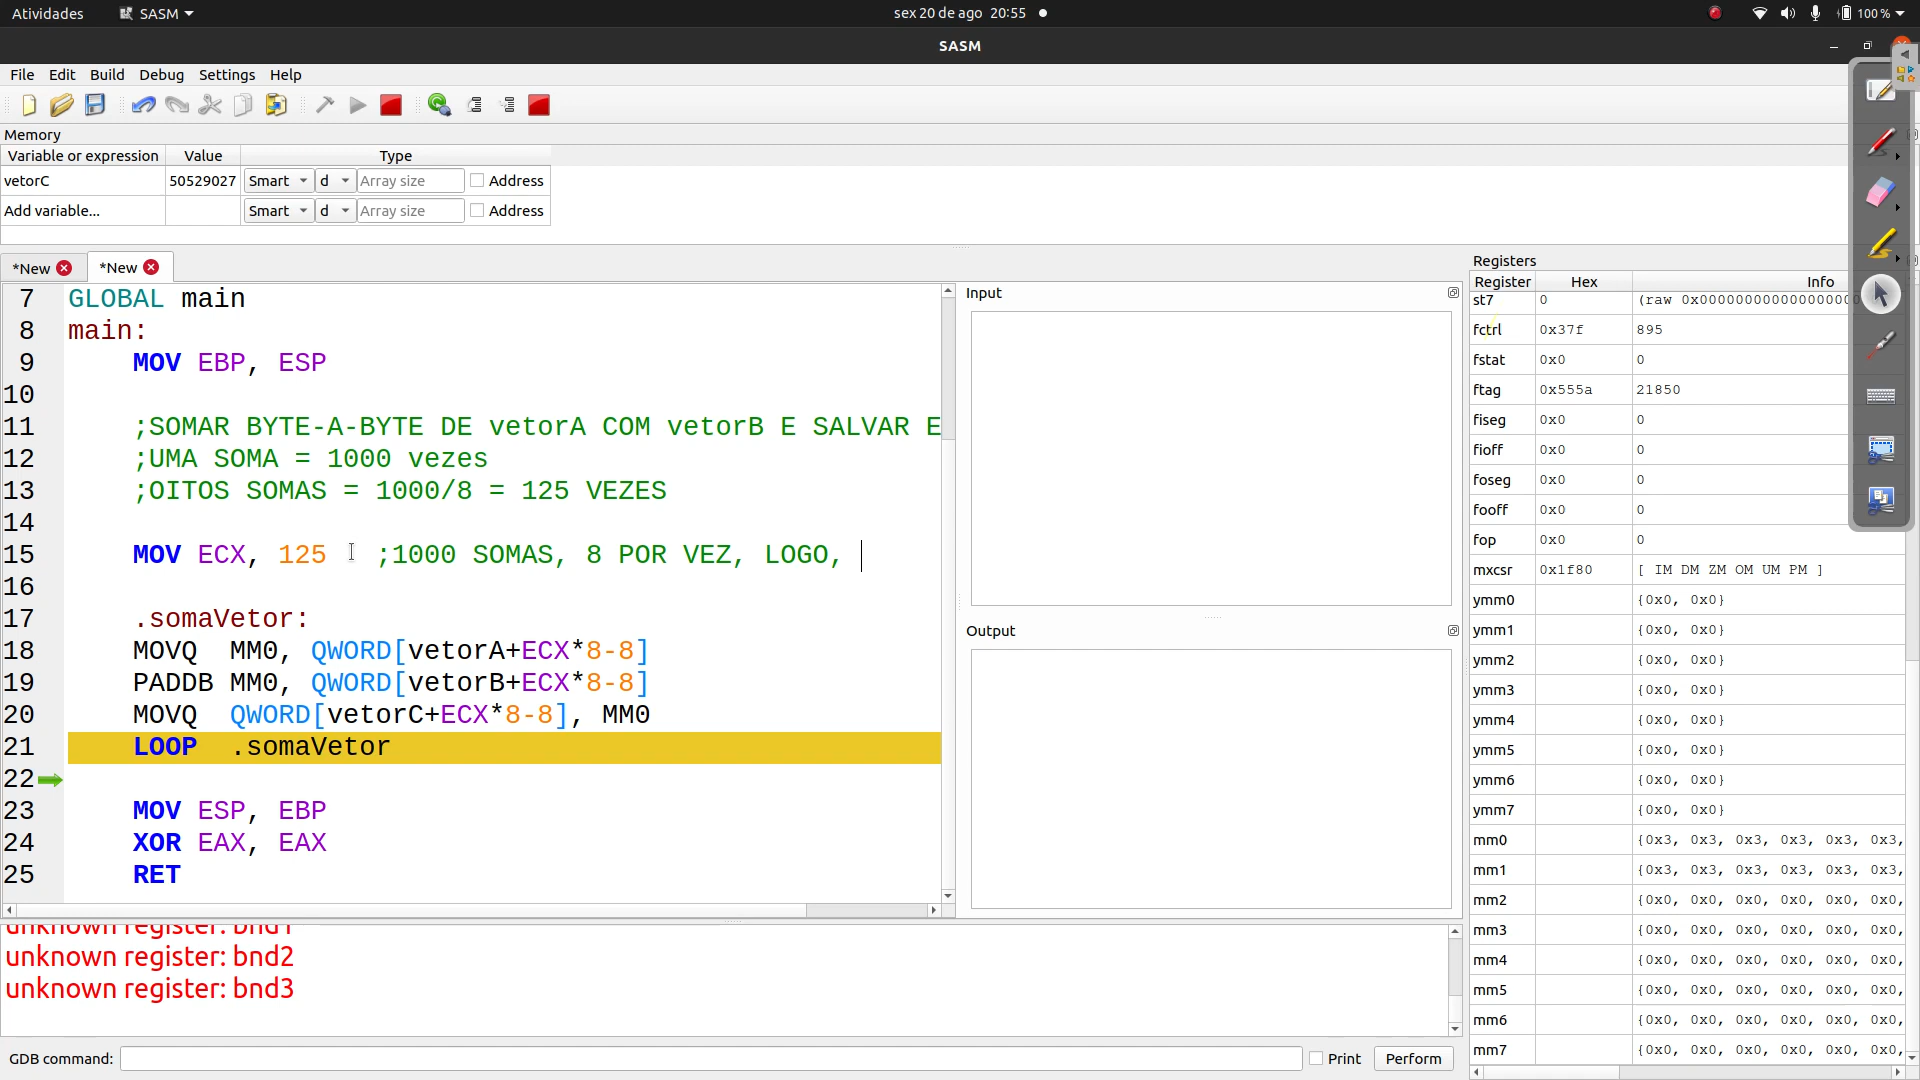 Atividades SASM sex 20 de ago 20:55 100 %
SASM
File Edit Build Debug Settings Help
Memory
Variable or expression Value Type
vetorC 50529027 Smart d Array size Address
Add variable... Smart d Array size Address
*New *New
7 GLOBAL main
8 main:
9 MOV EBP, ESP
10
11 ;SOMAR BYTE-A-BYTE DE vetorA COM vetorB E SALVAR E
12 ;UMA SOMA = 1000 vezes
13 ;OITOS SOMAS = 1000/8 = 125 VEZES
14
15 MOV ECX, 125 ;1000 SOMAS, 8 POR VEZ, LOGO,
16
17 .somaVetor:
18 MOVQ MM0, QWORD[vetorA+ECX*8-8]
19 PADDB MM0, QWORD[vetorB+ECX*8-8]
20 MOVQ QWORD[vetorC+ECX*8-8], MM0
21 LOOP .somaVetor
22
23 MOV ESP, EBP
24 XOR EAX, EAX
25 RET
Input
Output
Registers
Register Hex Info
st7 0 (raw 0x00000000000000000
fctrl 0x37f 895
fstat 0x0 0
ftag 0x555a 21850
fiseg 0x0 0
fioff 0x0 0
foseg 0x0 0
fooff 0x0 0
fop 0x0 0
mxcsr 0x1f80 [ IM DM ZM OM UM PM ]
ymm0 {0x0, 0x0}
ymm1 {0x0, 0x0}
ymm2 {0x0, 0x0}
ymm3 {0x0, 0x0}
ymm4 {0x0, 0x0}
ymm5 {0x0, 0x0}
ymm6 {0x0, 0x0}
ymm7 {0x0, 0x0}
mm0 {0x3, 0x3, 0x3, 0x3, 0x3, 0x3,
mm1 {0x3, 0x3, 0x3, 0x3, 0x3, 0x3,
mm2 {0x0, 0x0, 0x0, 0x0, 0x0, 0x0,
mm3 {0x0, 0x0, 0x0, 0x0, 0x0, 0x0,
mm4 {0x0, 0x0, 0x0, 0x0, 0x0, 0x0,
mm5 {0x0, 0x0, 0x0, 0x0, 0x0, 0x0,
mm6 {0x0, 0x0, 0x0, 0x0, 0x0, 0x0,
mm7 {0x0, 0x0, 0x0, 0x0, 0x0, 0x0,
unknown register: bnd1
unknown register: bnd2
unknown register: bnd3
GDB command: Print Perform